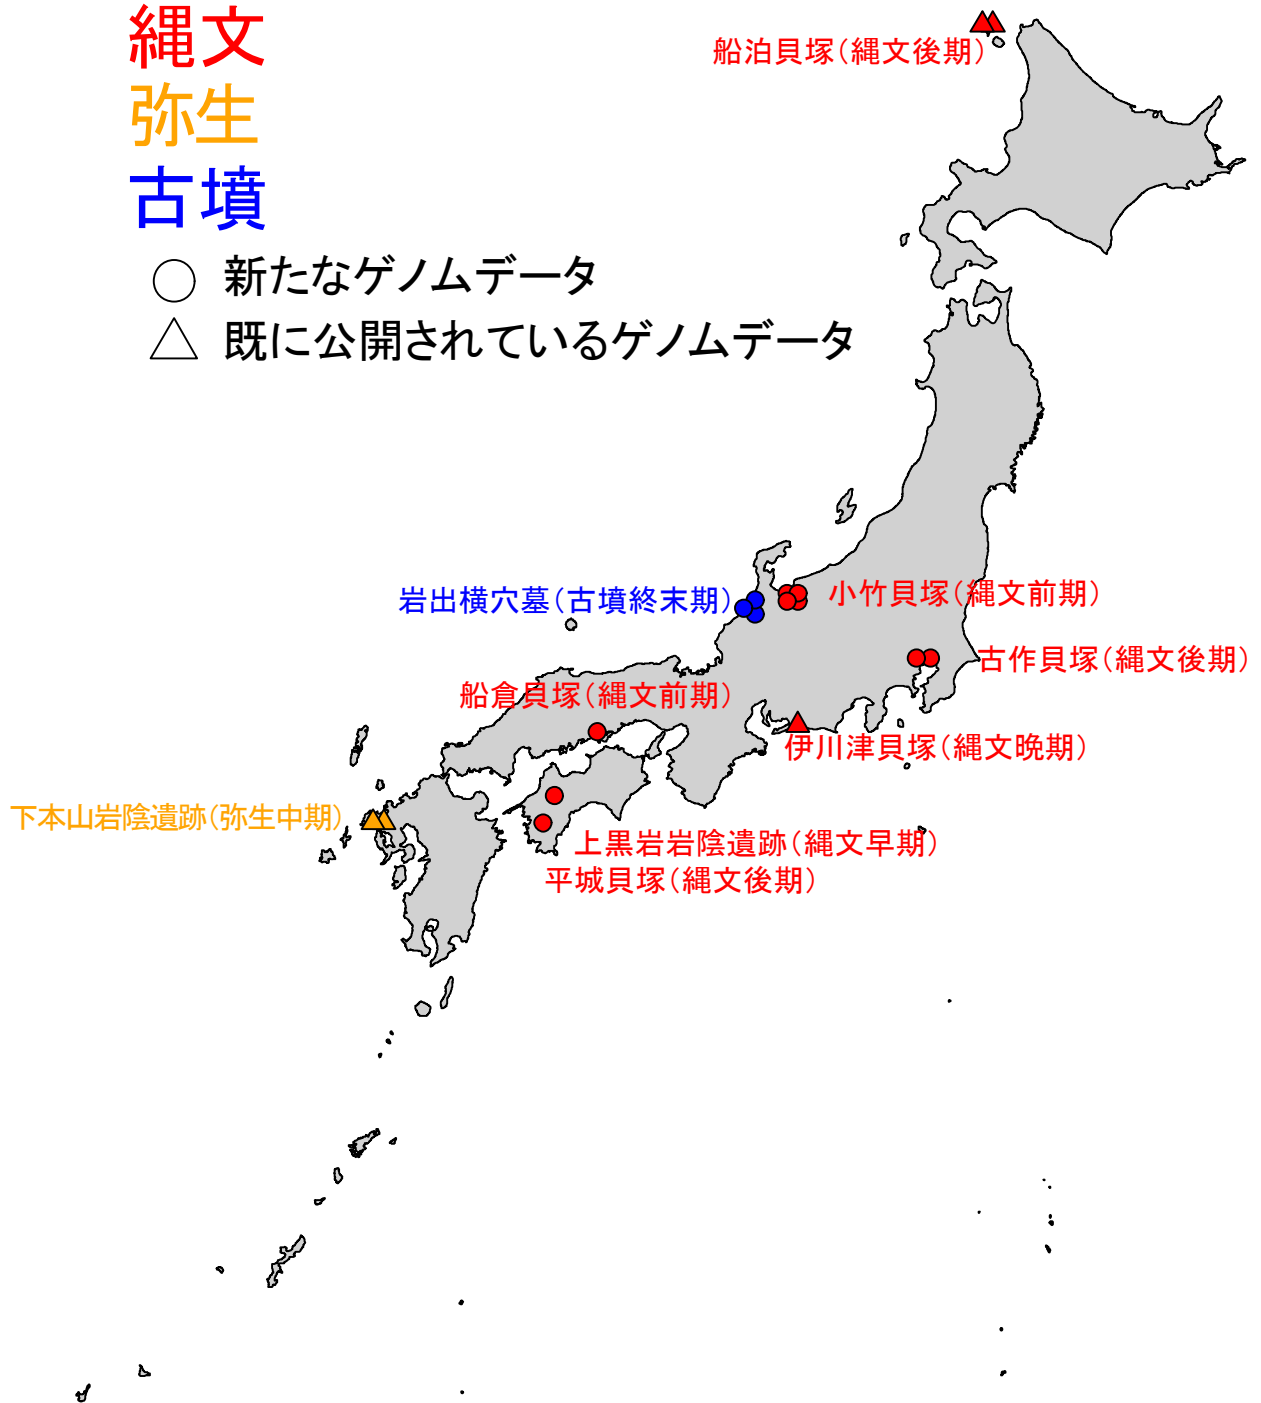 縄文
弥生
古墳
新たなゲノムデータ
既に公開されているゲノムデータ
船泊貝塚(縄文後期)
岩出横穴墓(古墳終末期)
小竹貝塚(縄文前期)
古作貝塚(縄文後期)
船倉貝塚(縄文前期)
伊川津貝塚(縄文晩期)
下本山岩陰遺跡(弥生中期)
上黒岩岩陰遺跡(縄文早期)
平城貝塚(縄文後期)